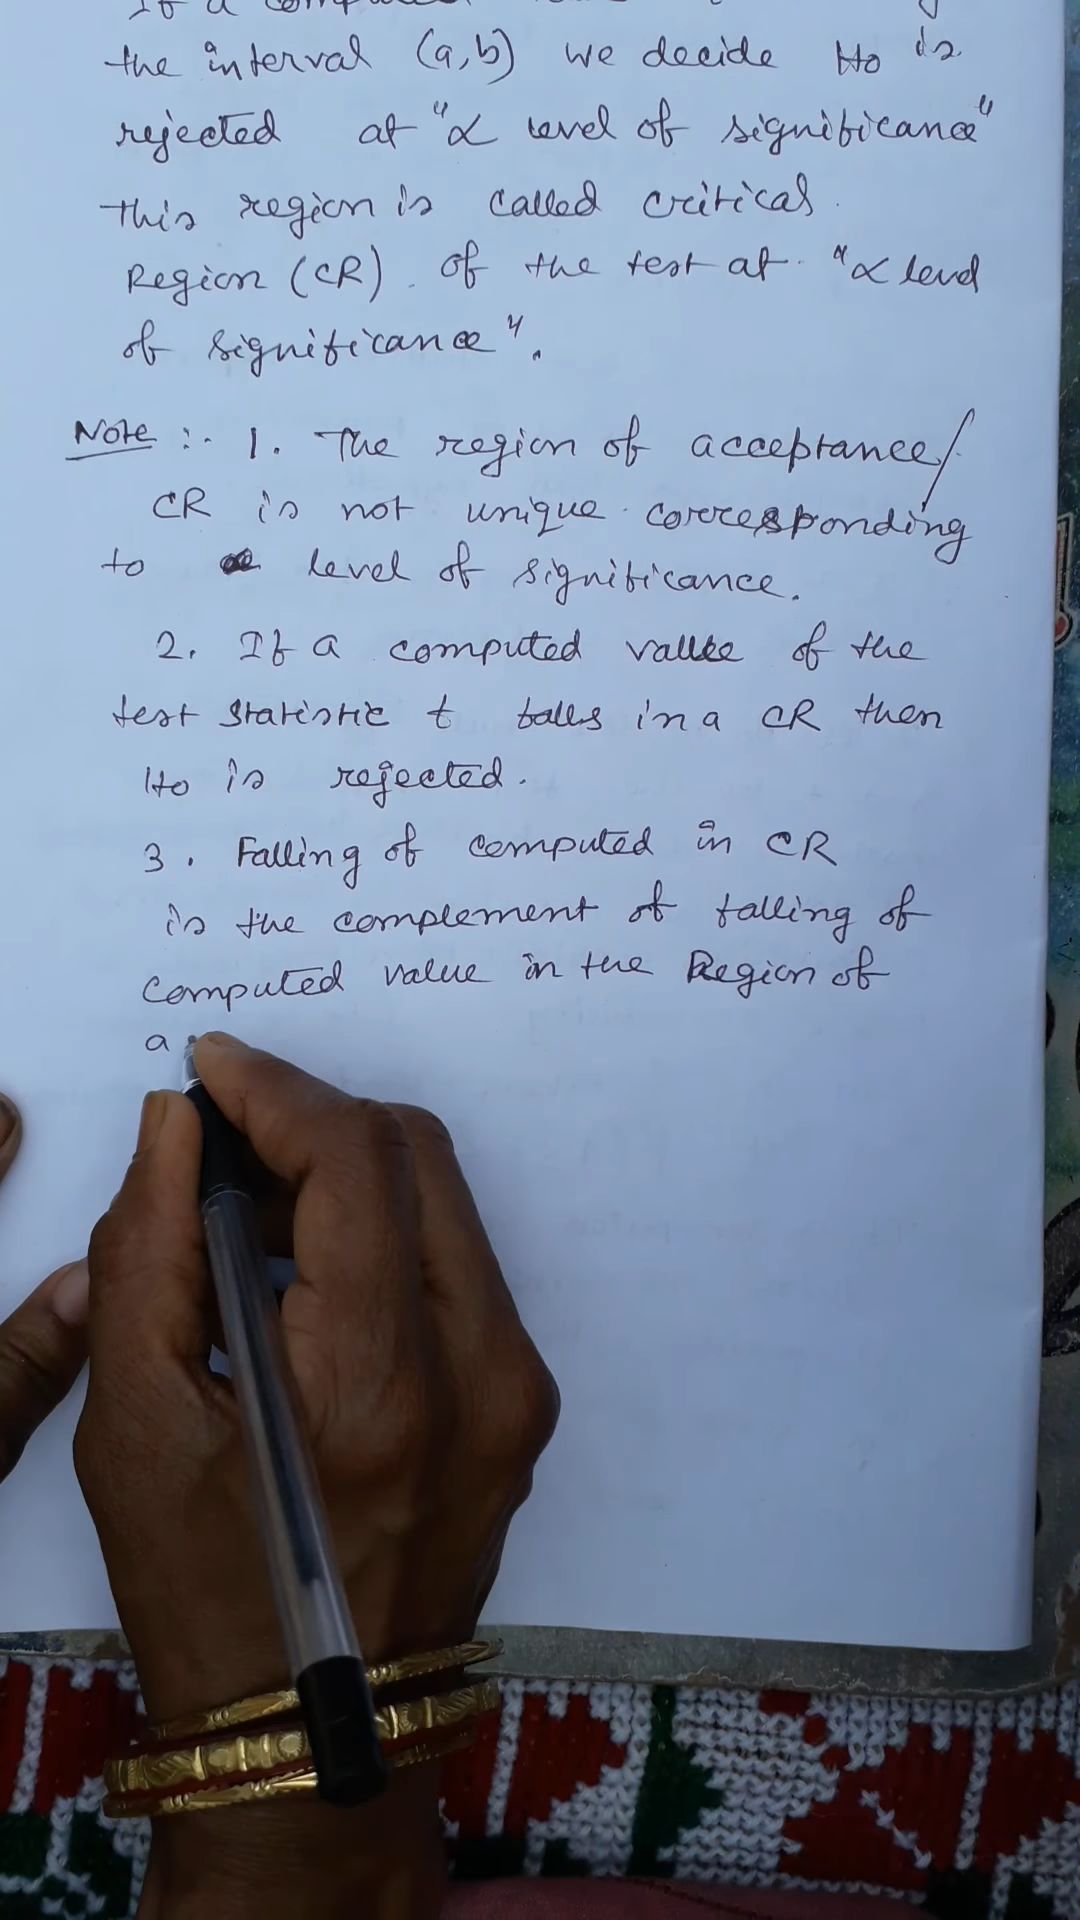 If a
the interval (a,b) we decide Ho is
rejected at "α level of significance"
this region is called critical.
Region (CR). of the test at "α level
of significance".
Note :- 1. The region of acceptance/
CR is not unique corresponding
to level of significance.
2. If a computed value of the
test statistic t falls in a CR then
Ho is rejected.
3. Falling of computed in CR
is the complement of falling of
computed value in the Region of
a